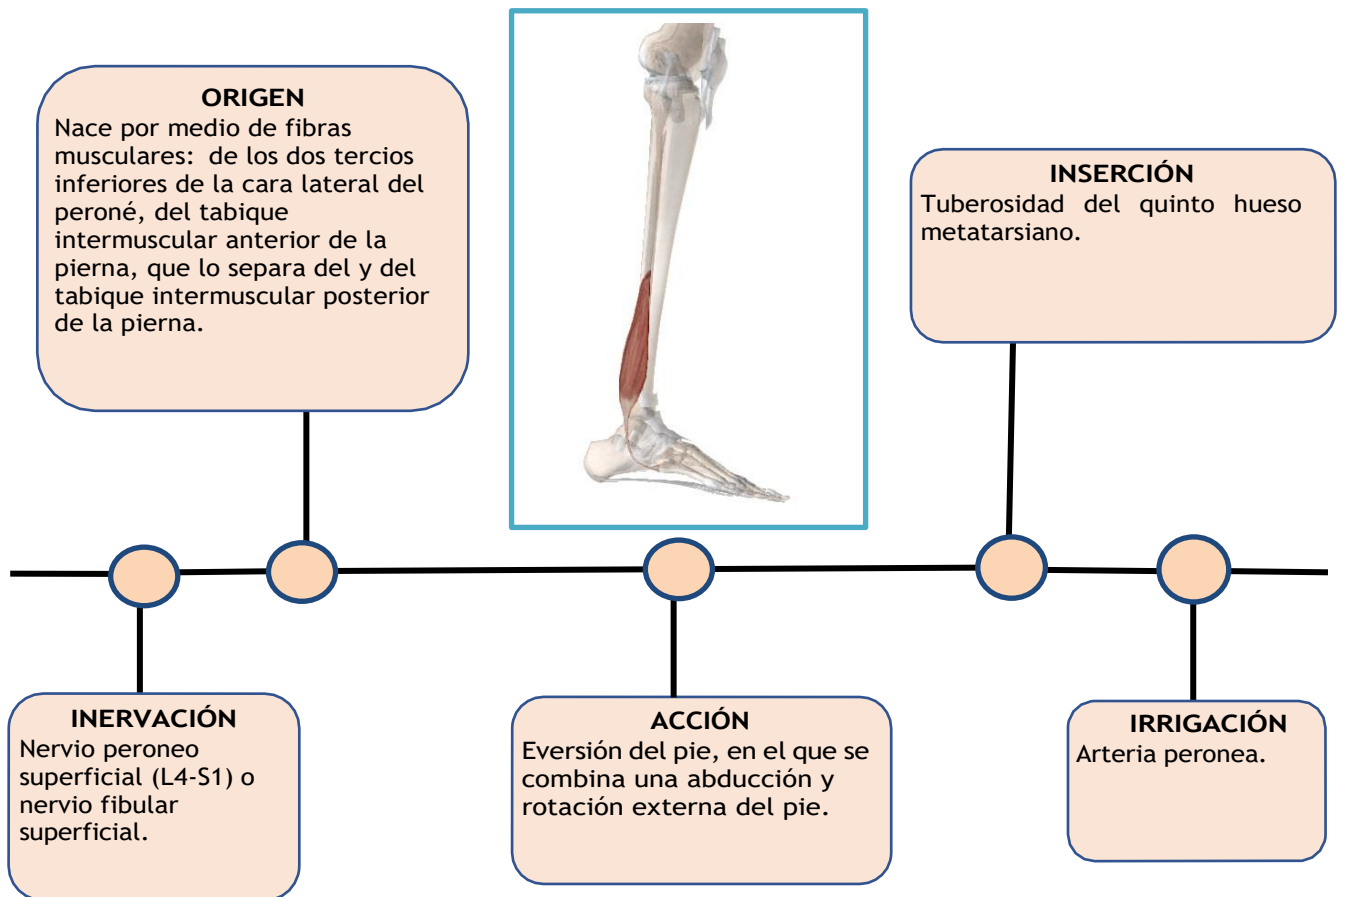 ORIGEN
Nace por medio de fibras
musculares: de los dos tercios
inferiores de la cara lateral del
peroné, del tabique
intermuscular anterior de la
pierna, que lo separa del y del
tabique intermuscular posterior
de la pierna.
INSERCIÓN
Tuberosidad del quinto hueso
metatarsiano.
INERVACIÓN
Nervio peroneo
superficial (L4-S1) o
nervio fibular
superficial.
ACCIÓN
Eversión del pie, en el que se
combina una abducción y
rotación externa del pie.
IRRIGACIÓN
Arteria peronea.